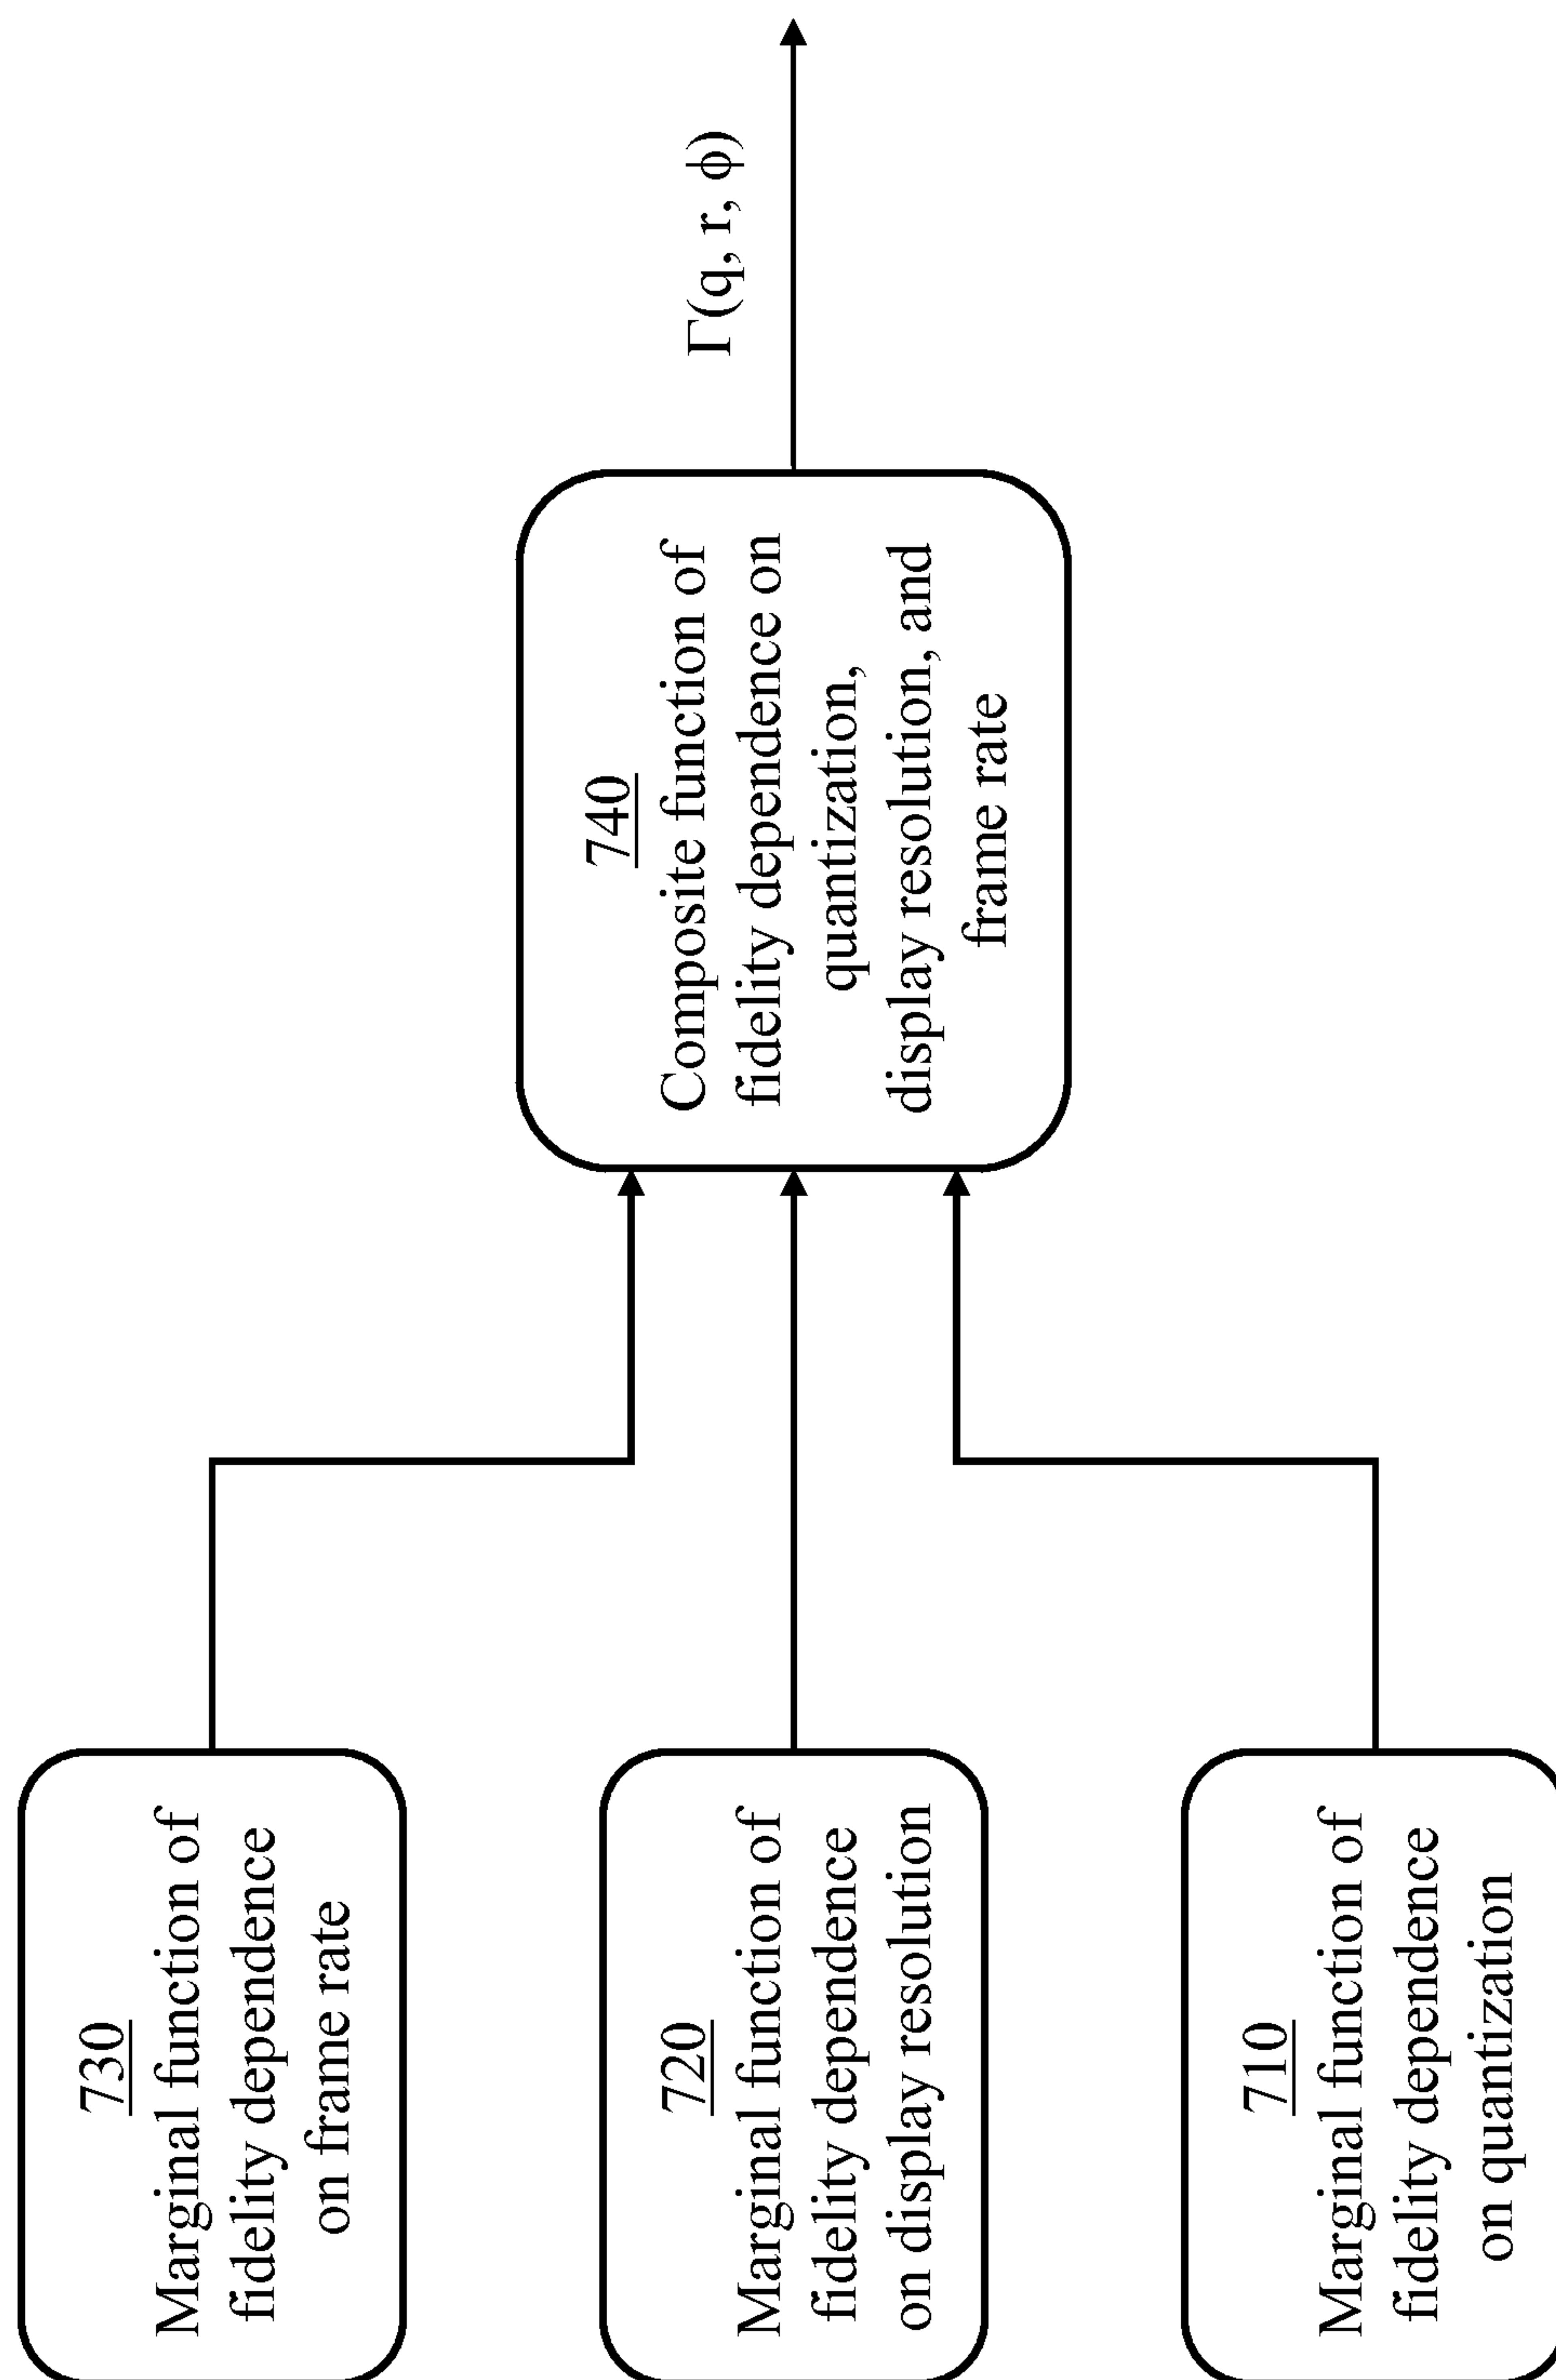 730
Marginal function of
fidelity dependence
on frame rate
720
Marginal function of
fidelity dependence
on display resolution
710
Marginal function of
fidelity dependence
on quantization
740
Composite function of
fidelity dependence on
quantization,
display resolution, and
frame rate
Γ(q, r, ϕ)